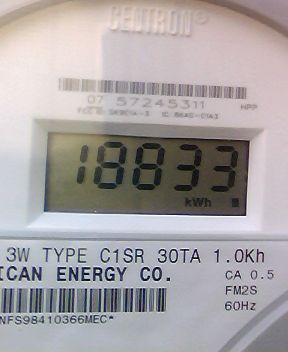 CENTRON®
07 57245311 HPP
18833
kWh
3W TYPE C1SR 30TA 1.0Kh
ICAN ENERGY CO. CA 0.5
FM2S
NFS98410366MEC* 60Hz